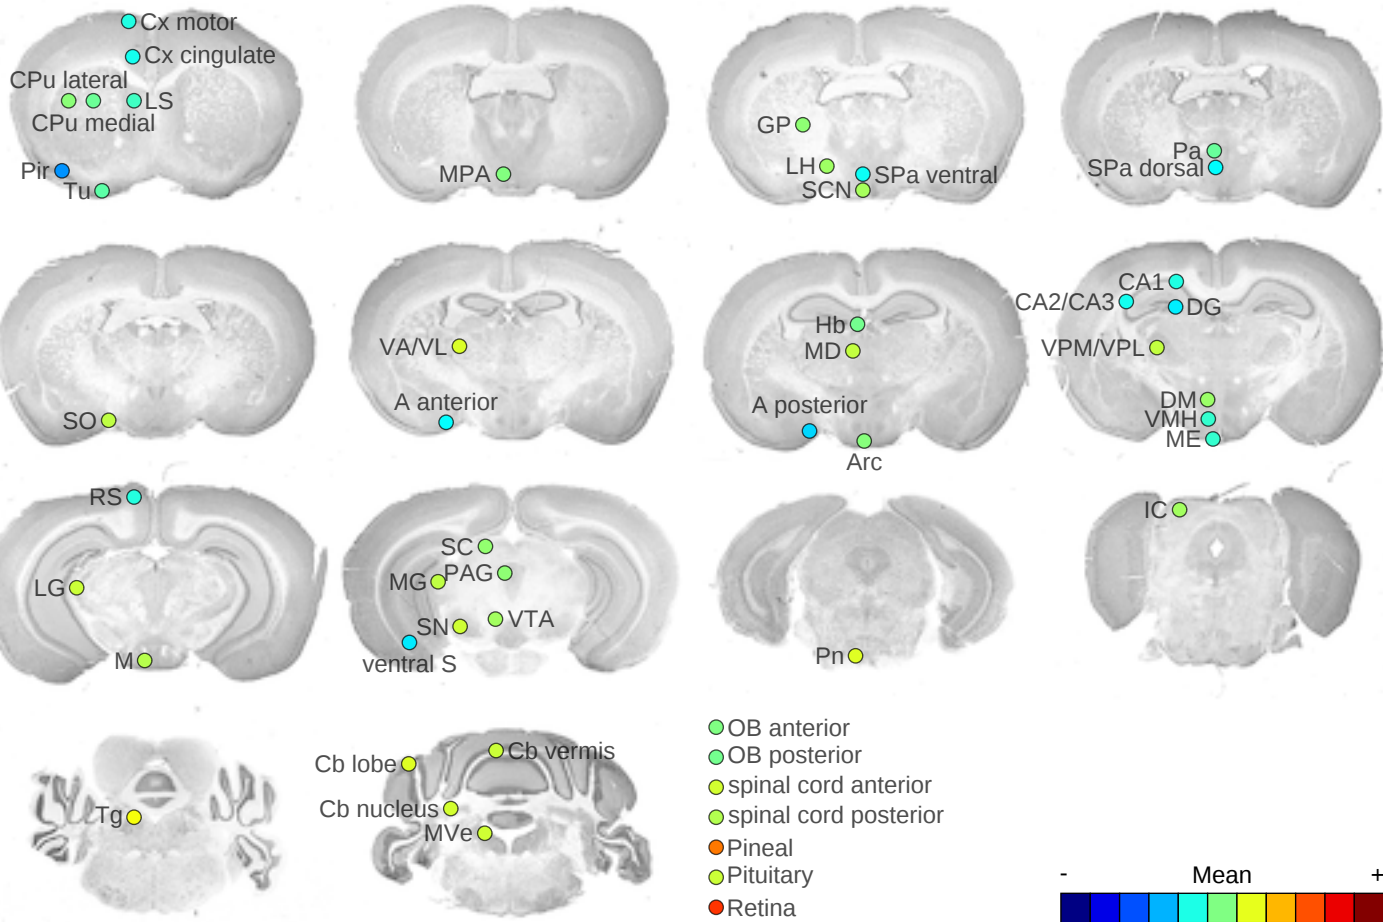 Cx motor
Cx cingulate
CPu lateral
LS
CPu medial
Pir
Tu
MPA
GP
LH
SPa ventral
SCN
Pa
SPa dorsal
SO
VA/VL
A anterior
Hb
MD
A posterior
Arc
CA1
CA2/CA3
DG
VPM/VPL
DM
VMH
ME
RS
LG
M
SC
PAG
MG
VTA
SN
ventral S
Pn
IC
Tg
Cb lobe
Cb vermis
Cb nucleus
MVe
OB anterior
OB posterior
spinal cord anterior
spinal cord posterior
Pineal
Pituitary
Retina
- Mean +